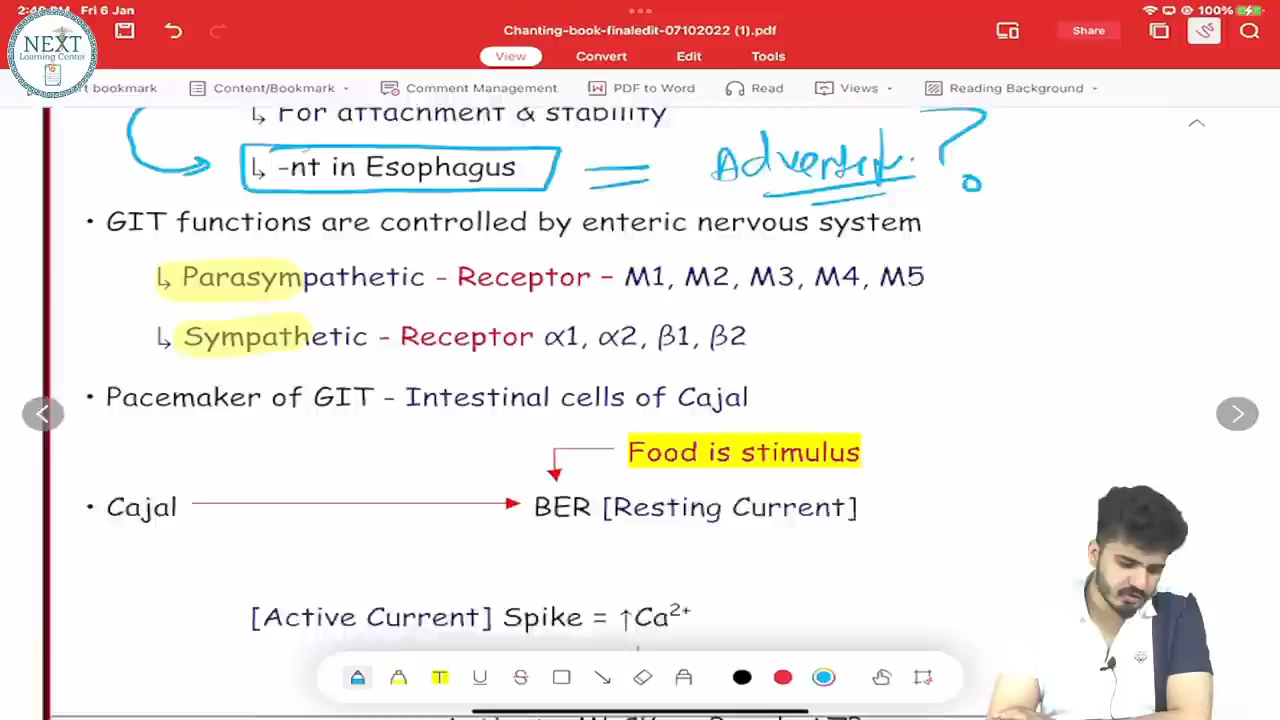 2:40 PM Fri 6 Jan
100%
NEXT
Learning Center
Chanting-book-finaledit-07102022 (1).pdf
Share
View
Convert
Edit
Tools
bookmark
Content/Bookmark
Comment Management
PDF to Word
Read
Views
Reading Background
↳ For attachment & stability
↳ -nt in Esophagus
?
• GIT functions are controlled by enteric nervous system
↳ Parasympathetic - Receptor – M1, M2, M3, M4, M5
↳ Sympathetic - Receptor α1, α2, β1, β2
• Pacemaker of GIT - Intestinal cells of Cajal
Food is stimulus
• Cajal
BER [Resting Current]
[Active Current] Spike = ↑Ca²⁺